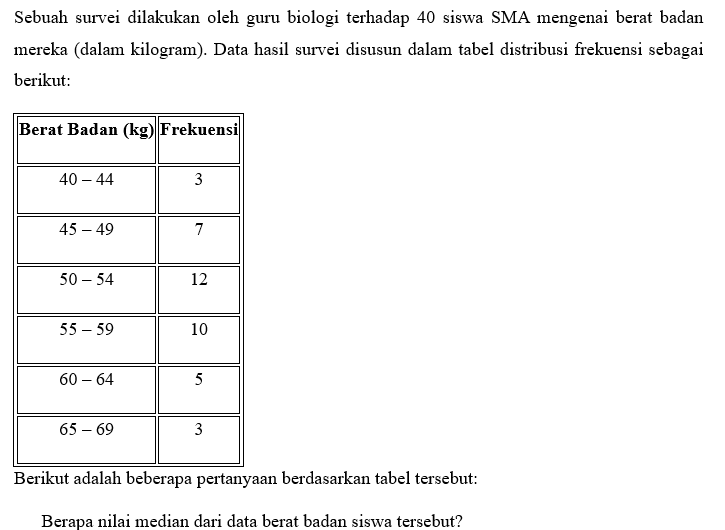 Sebuah survei dilakukan oleh guru biologi terhadap 40 siswa SMA mengenai berat badan
mereka (dalam kilogram). Data hasil survei disusun dalam tabel distribusi frekuensi sebagai
berikut:
Berat Badan (kg) Frekuensi
40 – 44 3
45 – 49 7
50 – 54 12
55 – 59 10
60 – 64 5
65 – 69 3
Berikut adalah beberapa pertanyaan berdasarkan tabel tersebut:
Berapa nilai median dari data berat badan siswa tersebut?